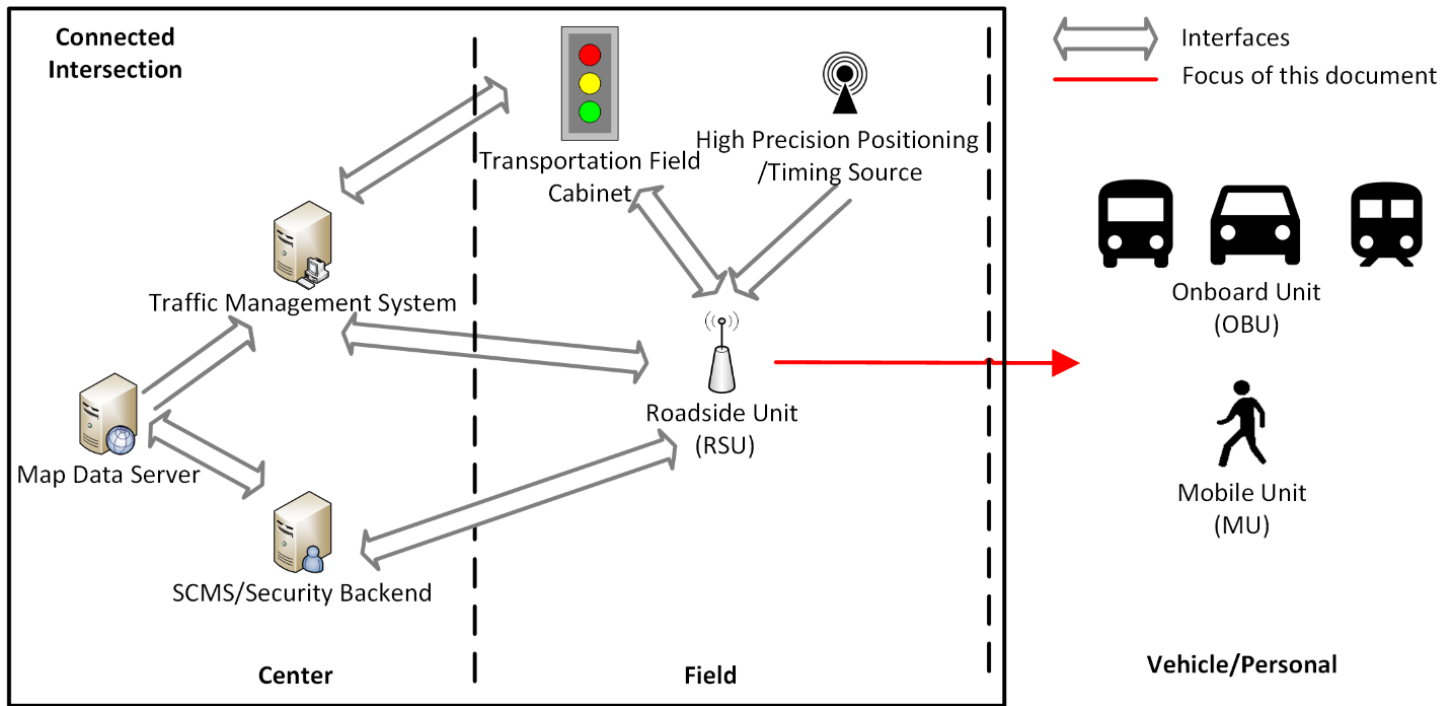 Connected
Intersection
Interfaces
Focus of this document
Transportation Field
Cabinet
High Precision Positioning
/Timing Source
Traffic Management System
Onboard Unit
(OBU)
Roadside Unit
(RSU)
Map Data Server
Mobile Unit
(MU)
SCMS/Security Backend
Center
Field
Vehicle/Personal